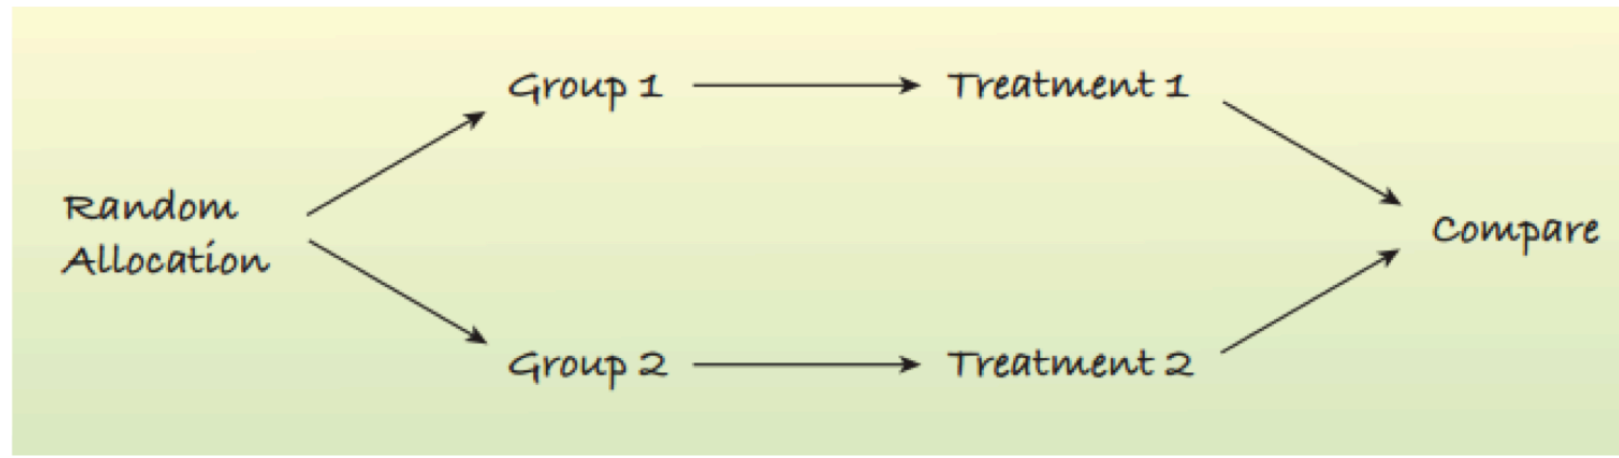 Group 1
Treatment 1
Random
Allocation
Compare
Group 2
Treatment 2